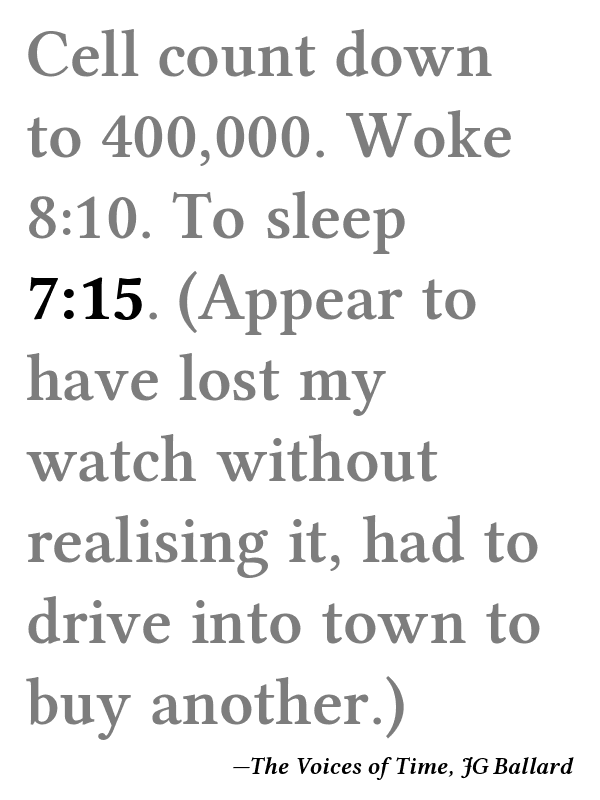 Cell count down
to 400,000. Woke
8:10. To sleep
7:15. (Appear to
have lost my
watch without
realising it, had to
drive into town to
buy another.)
—The Voices of Time, JG Ballard